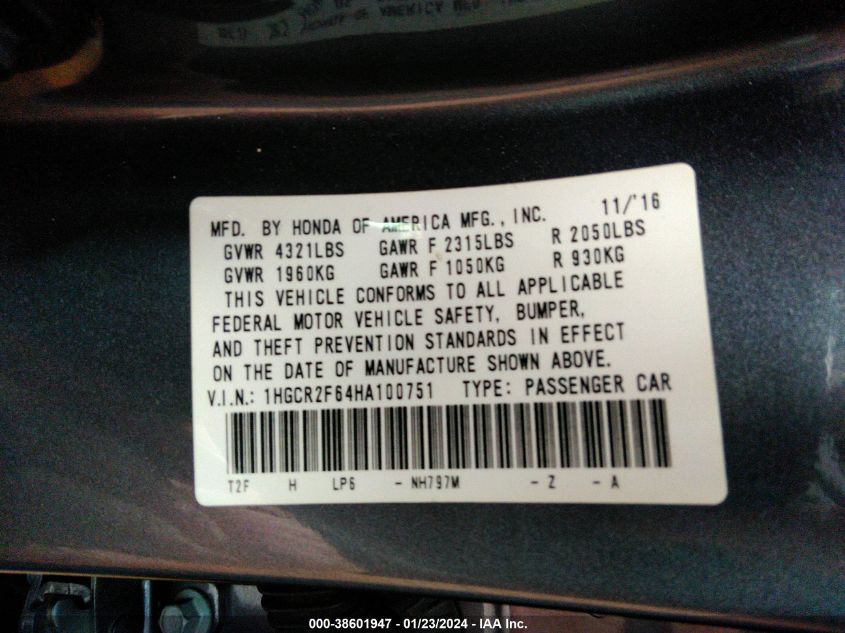 MFD. BY HONDA OF AMERICA MFG., INC. 11/'16
GVWR 4321LBS GAWR F 2315LBS R 2050LBS
GVWR 1960KG GAWR F 1050KG R 930KG
THIS VEHICLE CONFORMS TO ALL APPLICABLE
FEDERAL MOTOR VEHICLE SAFETY, BUMPER,
AND THEFT PREVENTION STANDARDS IN EFFECT
ON THE DATE OF MANUFACTURE SHOWN ABOVE.
V.I.N.: 1HGCR2F64HA100751 TYPE: PASSENGER CAR
T2F H LP6 - NH797M - Z - A
000-38601947 - 01/23/2024 - IAA Inc.